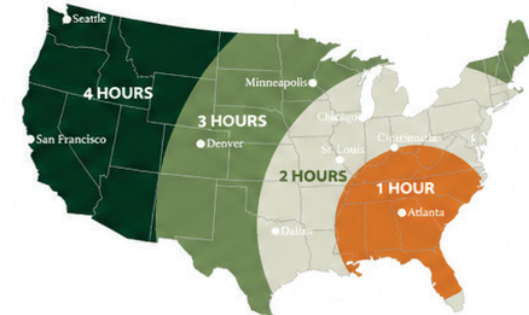 Seattle
4 HOURS
Minneapolis
3 HOURS
Chicago
San Francisco
Denver
Cincinnati
St. Louis
2 HOURS
1 HOUR
Atlanta
Dallas